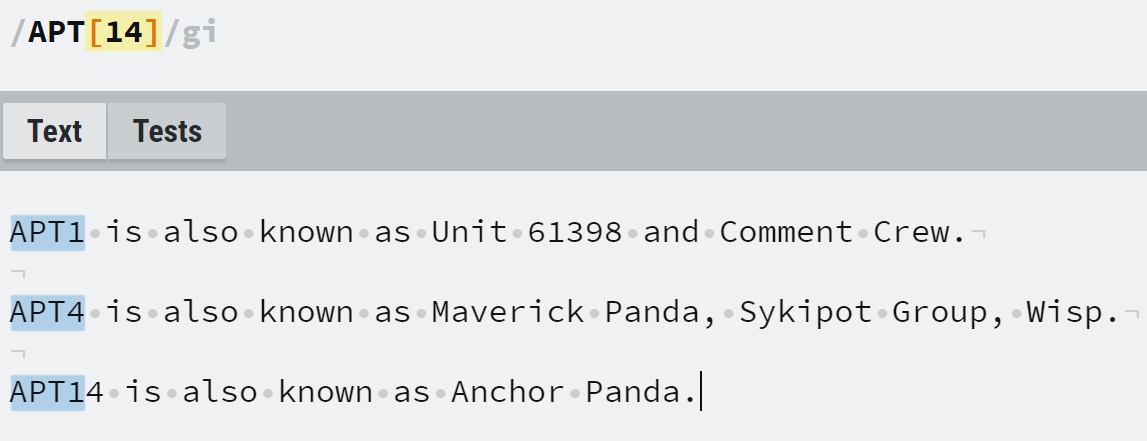 /APT[14]/gi
Text Tests
APT1 is also known as Unit 61398 and Comment Crew.
APT4 is also known as Maverick Panda, Sykipot Group, Wisp.
APT14 is also known as Anchor Panda.